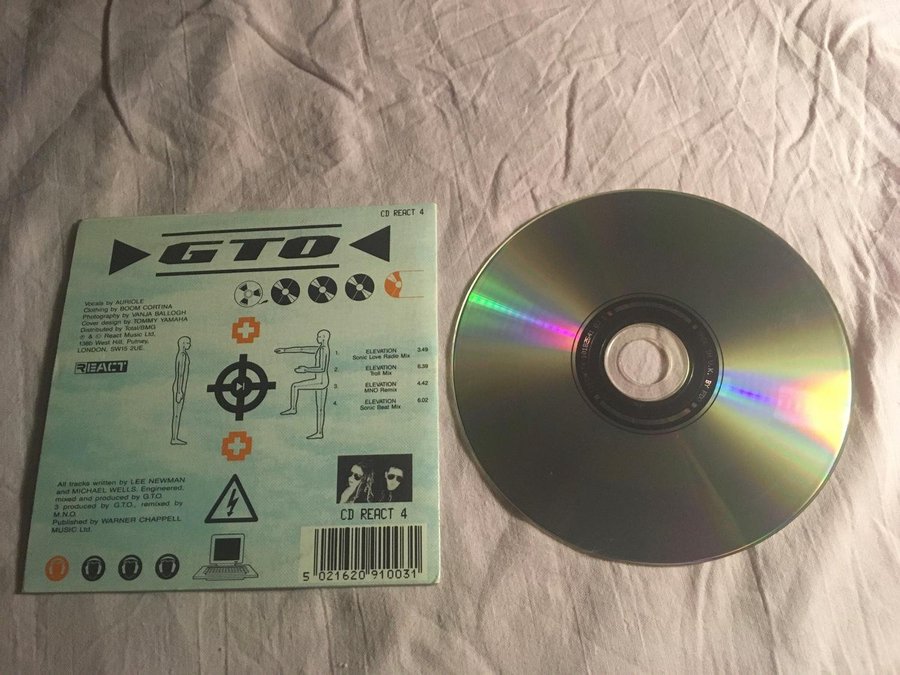 CD REACT 4
GTO
Vocals by AURIOLE
Clothing by BOOM CORTINA
Photography by VANJA BALLOGH
Cover design by TOMMY YAMAHA
Distributed by Total/BMG
℗ & © React Music Ltd,
138b West Hill, Putney,
LONDON, SW15 2UE.
REACT
1. ELEVATION 3.49
Sonic Love Radio Mix
2. ELEVATION 6.39
Troll Mix
3. ELEVATION 4.42
MNO Remix
4. ELEVATION 6.02
Sonic Beat Mix
All tracks written by LEE NEWMAN
and MICHAEL WELLS. Engineered,
mixed and produced by G.T.O.
3 produced by G.T.O., remixed by
M.N.O.
Published by WARNER CHAPPELL
MUSIC Ltd.
CD REACT 4
5 021620 910031
U.K. BY